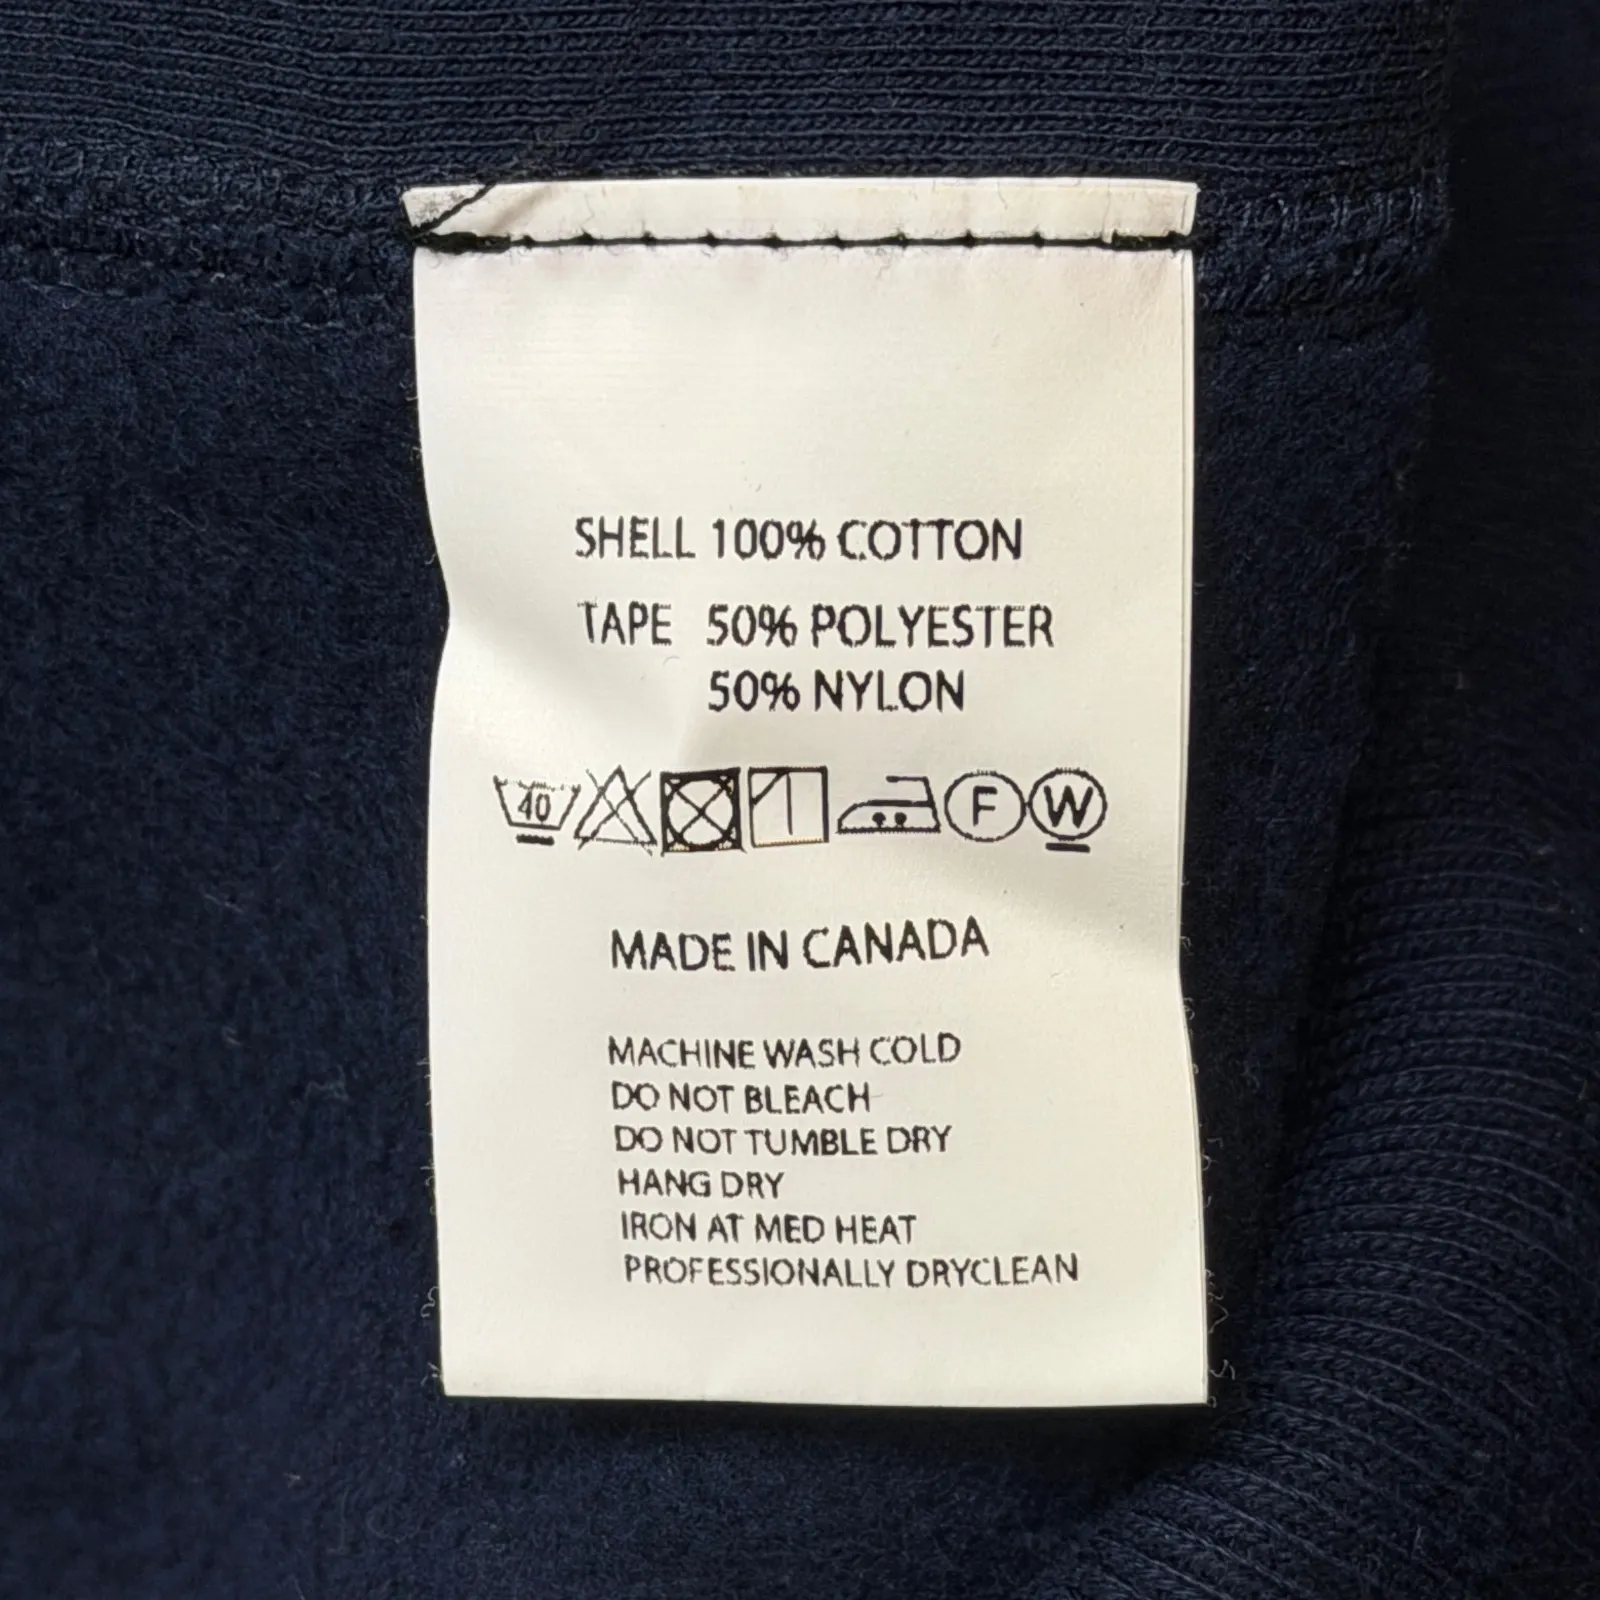 SHELL 100% COTTON
TAPE 50% POLYESTER
50% NYLON
40 F W
MADE IN CANADA
MACHINE WASH COLD
DO NOT BLEACH
DO NOT TUMBLE DRY
HANG DRY
IRON AT MED HEAT
PROFESSIONALLY DRYCLEAN